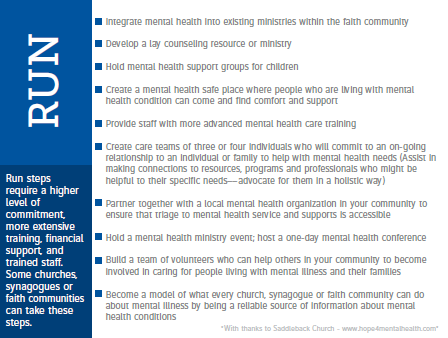 RUN
Run steps
require a higher
level of
commitment,
more extensive
training, financial
support, and
trained staff.
Some churches,
synagogues or
faith communities
can take these
steps.
Integrate mental health into existing ministries within the faith community
Develop a lay counseling resource or ministry
Hold mental health support groups for children
Create a mental health safe place where people who are living with mental
health condition can come and find comfort and support
Provide staff with more advanced mental health care training
Create care teams of three or four individuals who will commit to an on-going
relationship to an individual or family to help with mental health needs (Assist in
making connections to resources, programs and professionals who might be
helpful to their specific needs—advocate for them in a holistic way)
Partner together with a local mental health organization in your community to
ensure that triage to mental health service and supports is accessible
Hold a mental health ministry event; host a one-day mental health conference
Build a team of volunteers who can help others in your community to become
involved in caring for people living with mental illness and their families
Become a model of what every church, synagogue or faith community can do
about mental illness by being a reliable source of information about mental
health conditions
*With thanks to Saddleback Church - www.hope4mentalhealth.com*